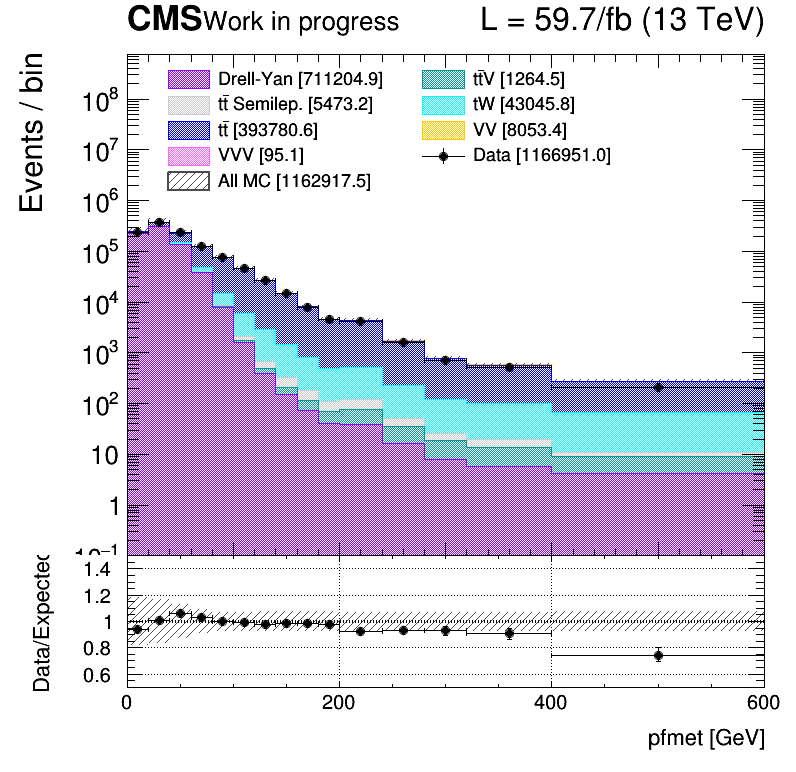 CMS Work in progress L = 59.7/fb (13 TeV)
Events / bin
Drell-Yan [711204.9]
tt̄ Semilep. [5473.2]
tt̄ [393780.6]
VVV [95.1]
All MC [1162917.5]
tt̄V [1264.5]
tW [43045.8]
VV [8053.4]
Data [1166951.0]
10⁸
10⁷
10⁶
10⁵
10⁴
10³
10²
10
1
10⁻¹
Data/Expected
1.4
1.2
1
0.8
0.6
0 200 400 600
pfmet [GeV]